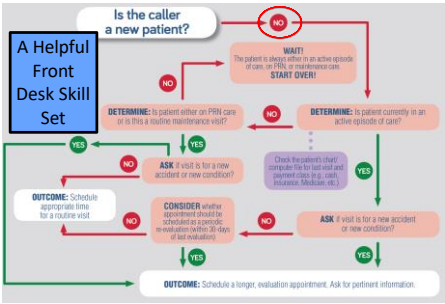 Is the caller
a new patient?
NO
A Helpful
Front
Desk Skill
Set
WAIT!
The patient is always either in an active episode
of care, on PRN, or maintenance care.
START OVER!
NO
DETERMINE: Is patient either on PRN care
or is this a routine maintenance visit?
NO
DETERMINE: Is patient currently in an
active episode of care?
YES
YES
NO
ASK if visit is for a new
accident or new condition?
Check the patient's chart/
computer file for last visit and
payment class (e.g., cash,
insurance, Medicare, etc.)
YES
OUTCOME: Schedule
appropriate time
for a routine visit
NO
CONSIDER whether
appointment should be
scheduled as a periodic
re-evaluation (within 30-days
of last evaluation)
NO
ASK if visit is for a new accident
or new condition?
YES
YES
OUTCOME: Schedule a longer, evaluation appointment. Ask for pertinent information.